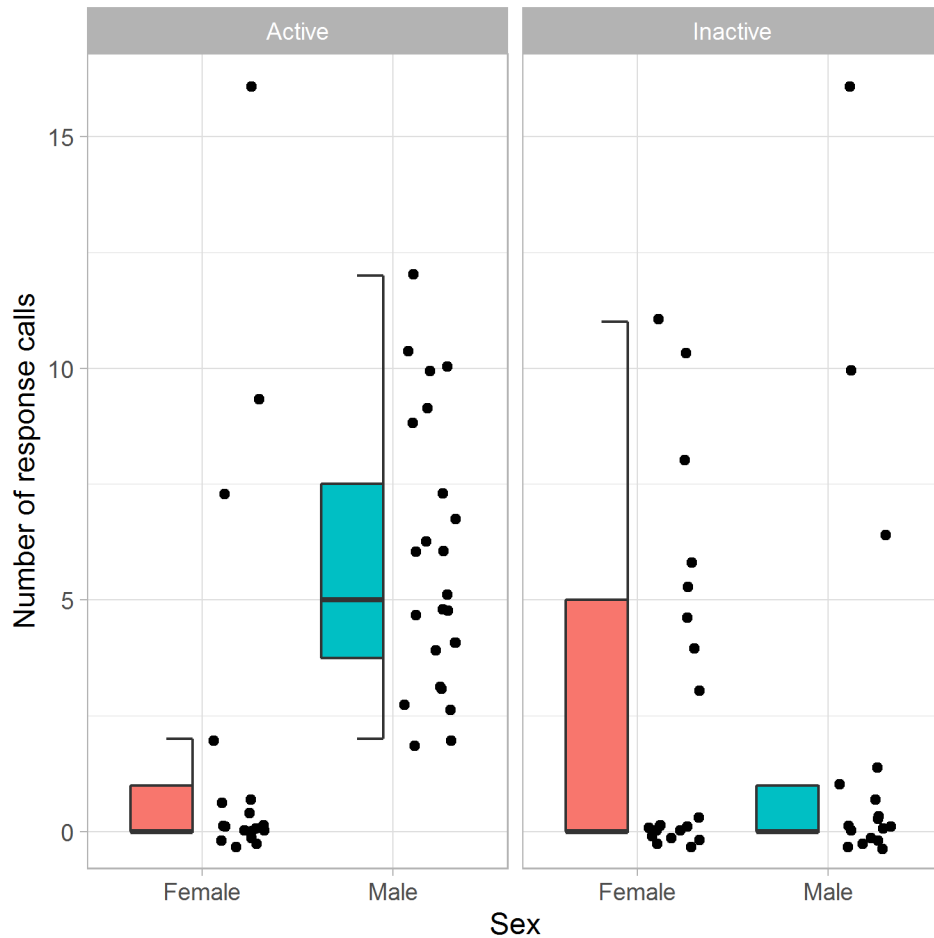 Active
Inactive
Number of response calls
15
10
5
0
Female
Male
Female
Male
Sex